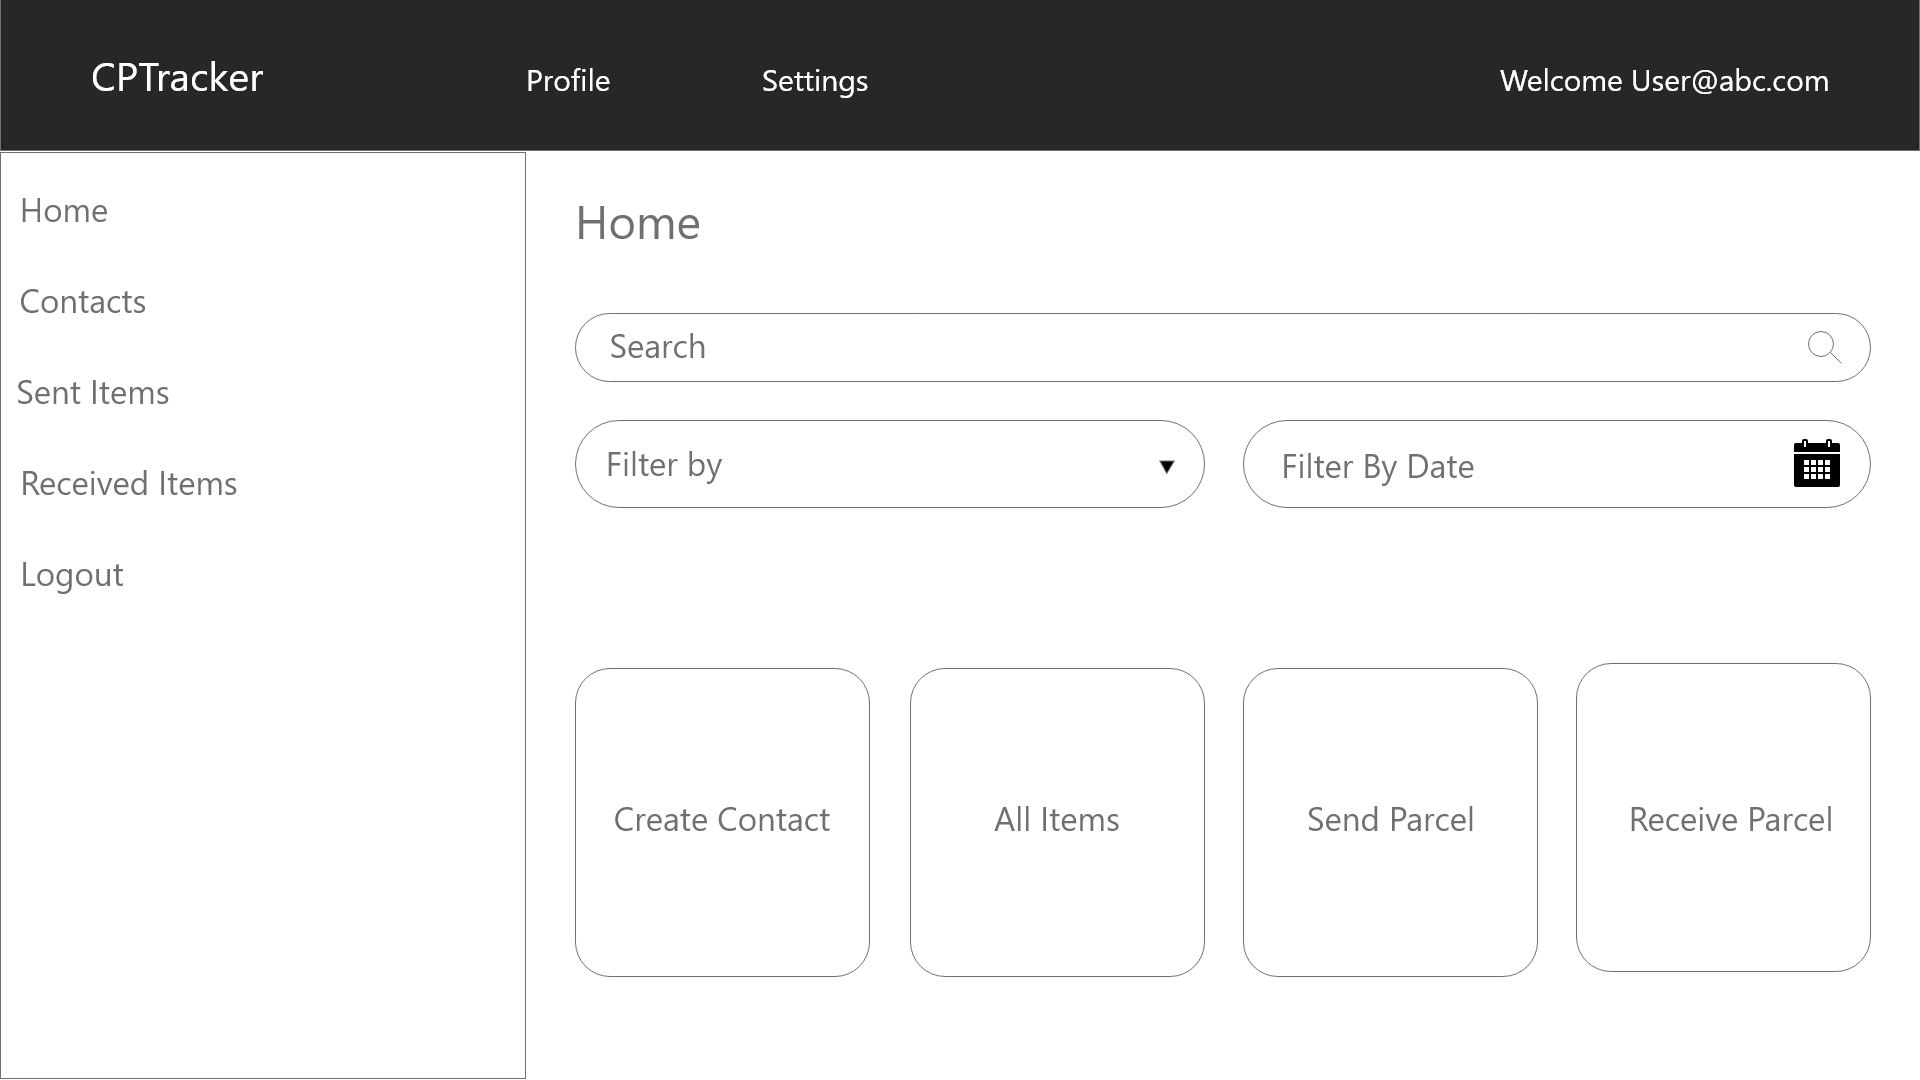 CPTracker
Profile
Settings
Welcome User@abc.com
Home
Contacts
Sent Items
Received Items
Logout
Home
Search
Filter by
Filter By Date
Create Contact
All Items
Send Parcel
Receive Parcel